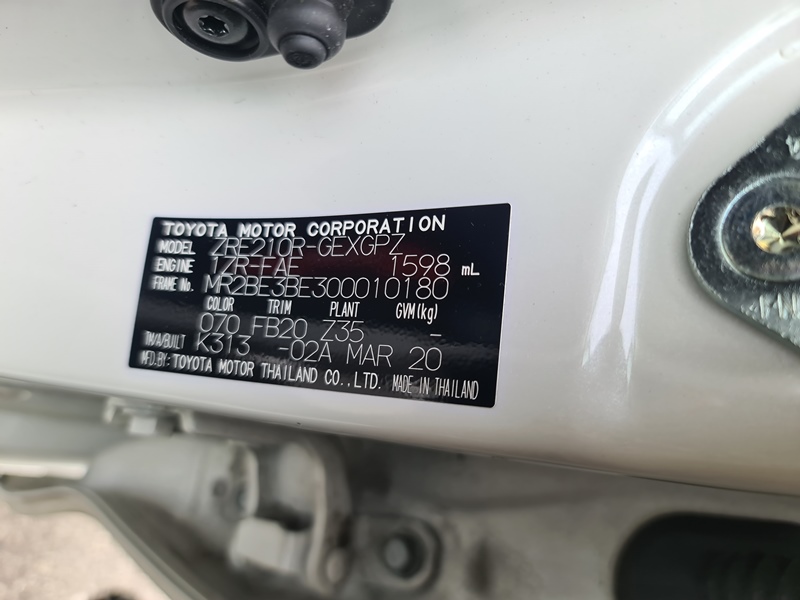 TOYOTA MOTOR CORPORATION
MODEL ZRE210R-GEXGPZ
ENGINE 1ZR-FAE 1598 mL
FRAME No. MR2BE3BE300010180
COLOR TRIM PLANT GVM(kg)
070 FB20 Z35 -
TM/A/BUILT K313 -02A MAR 20
MFD.BY: TOYOTA MOTOR THAILAND CO.,LTD. MADE IN THAILAND